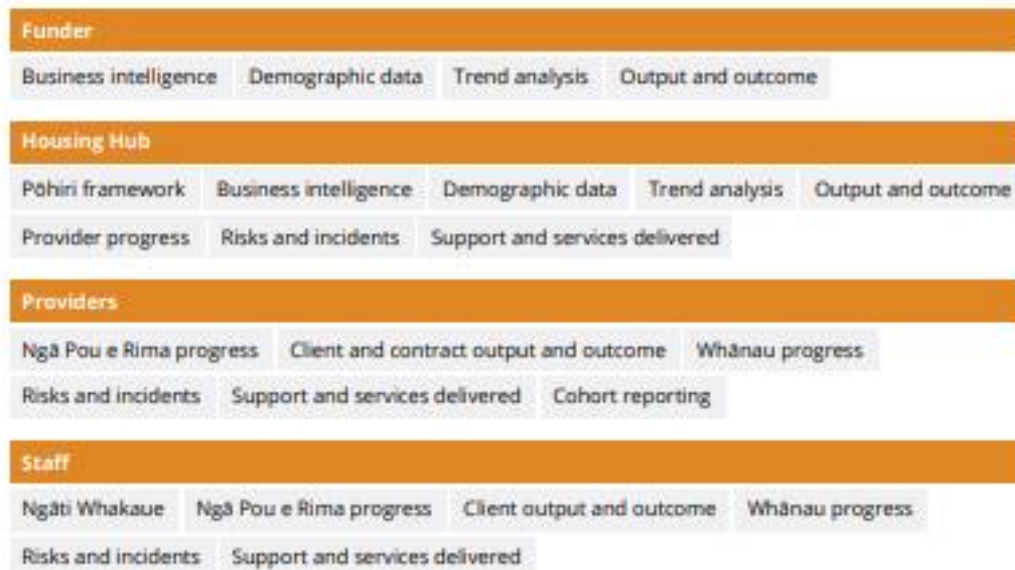 Funder
Business intelligence Demographic data Trend analysis Output and outcome
Housing Hub
Pōhiri framework Business intelligence Demographic data Trend analysis Output and outcome
Provider progress Risks and incidents Support and services delivered
Providers
Ngā Pou e Rima progress Client and contract output and outcome Whānau progress
Risks and incidents Support and services delivered Cohort reporting
Staff
Ngāti Whakaue Ngā Pou e Rima progress Client output and outcome Whānau progress
Risks and incidents Support and services delivered